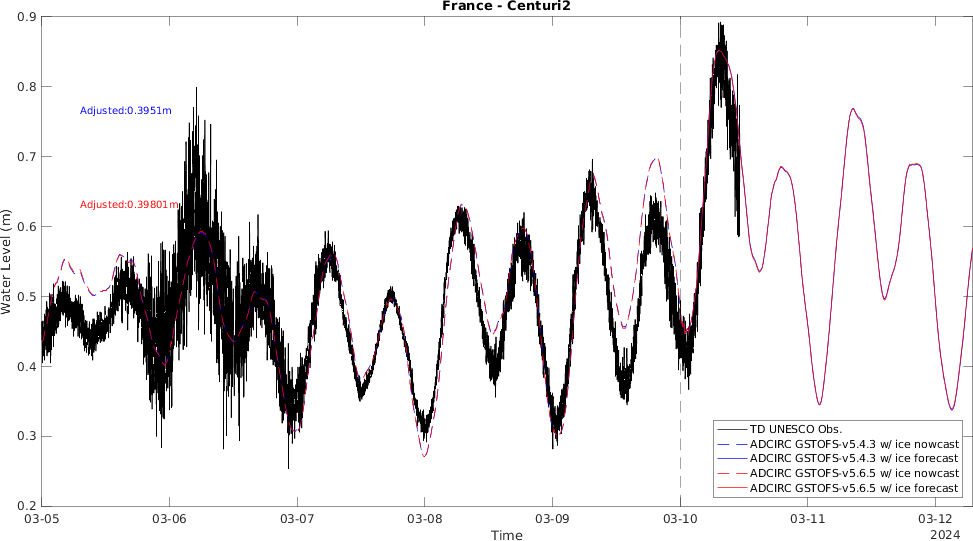 France - Centuri2
0.9
0.8
0.7
0.6
0.5
0.4
0.3
0.2
Water Level (m)
Adjusted:0.3951m
Adjusted:0.39801m
TD UNESCO Obs.
ADCIRC GSTOFS-v5.4.3 w/ ice nowcast
ADCIRC GSTOFS-v5.4.3 w/ ice forecast
ADCIRC GSTOFS-v5.6.5 w/ ice nowcast
ADCIRC GSTOFS-v5.6.5 w/ ice forecast
03-05 03-06 03-07 03-08 03-09 03-10 03-11 03-12
2024
Time